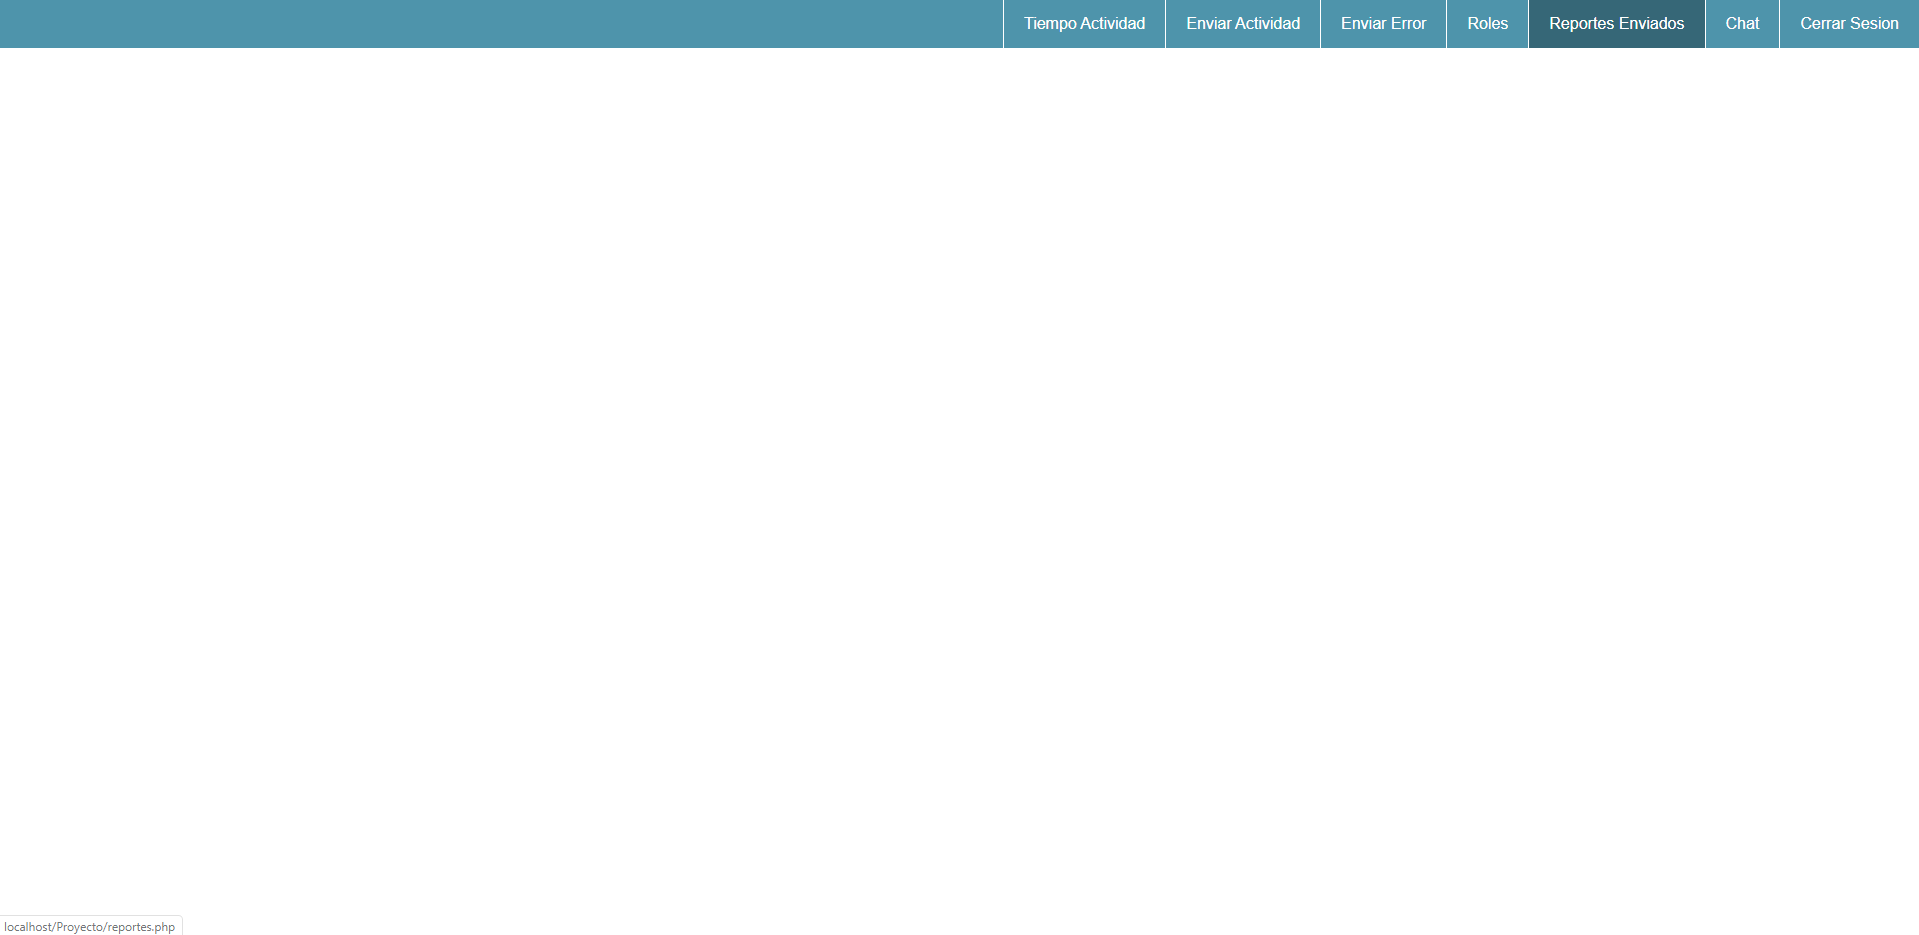 Tiempo Actividad Enviar Actividad Enviar Error Roles Reportes Enviados Chat Cerrar Sesion
localhost/Proyecto/reportes.php